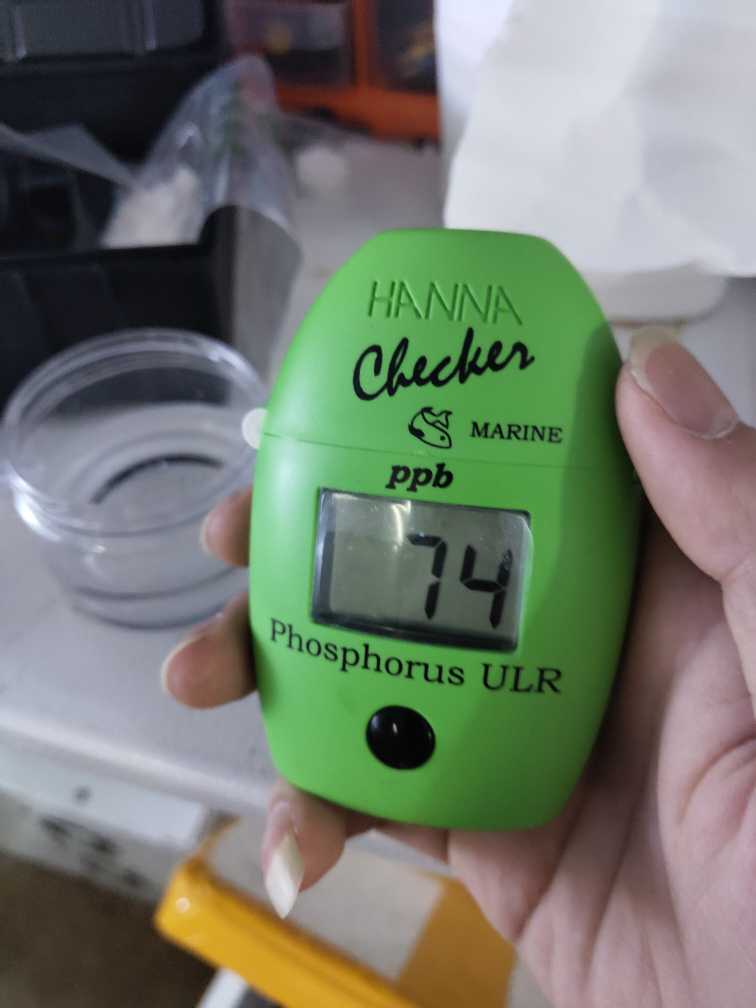 HANNA
Checker
MARINE
ppb
74
Phosphorus ULR